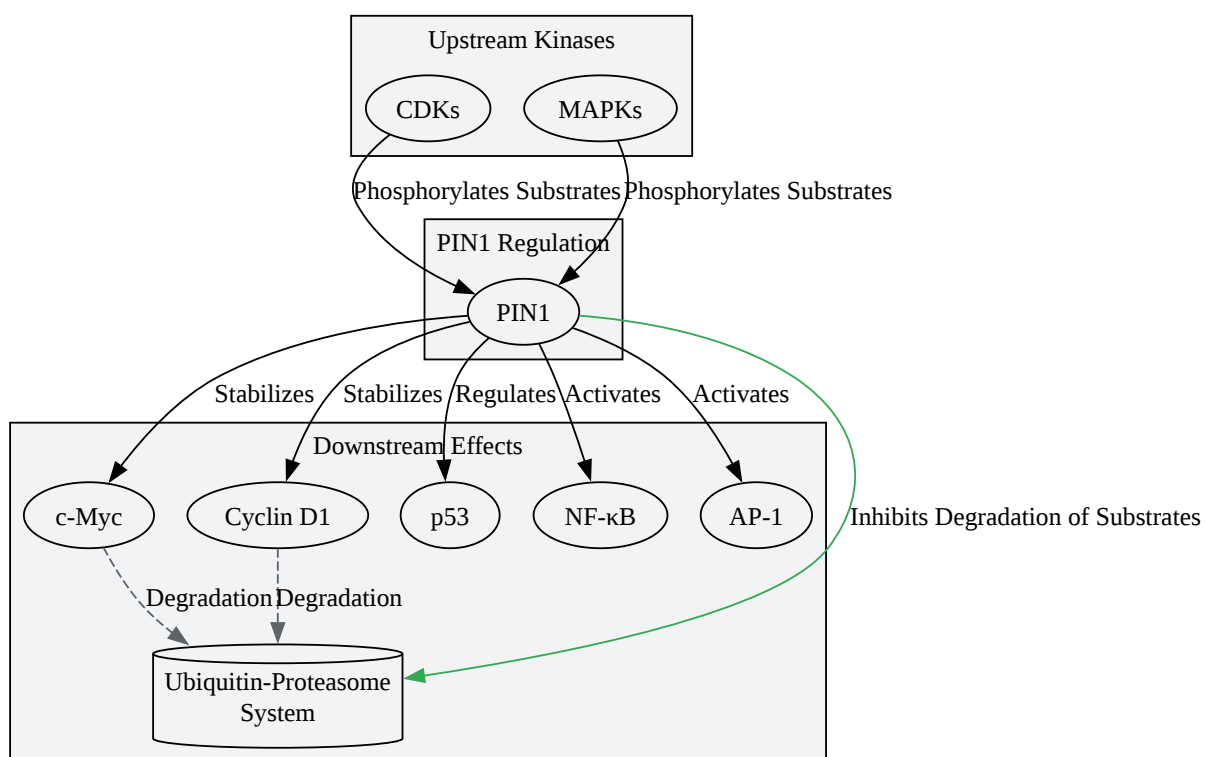 Upstream Kinases
CDKs
MAPKs
Phosphorylates Substrates
Phosphorylates Substrates
PIN1 Regulation
PIN1
Stabilizes
Stabilizes
Regulates
Activates
Activates
Downstream Effects
c-Myc
Cyclin D1
p53
NF-κB
AP-1
Inhibits Degradation of Substrates
Degradation
Degradation
Ubiquitin-Proteasome
System